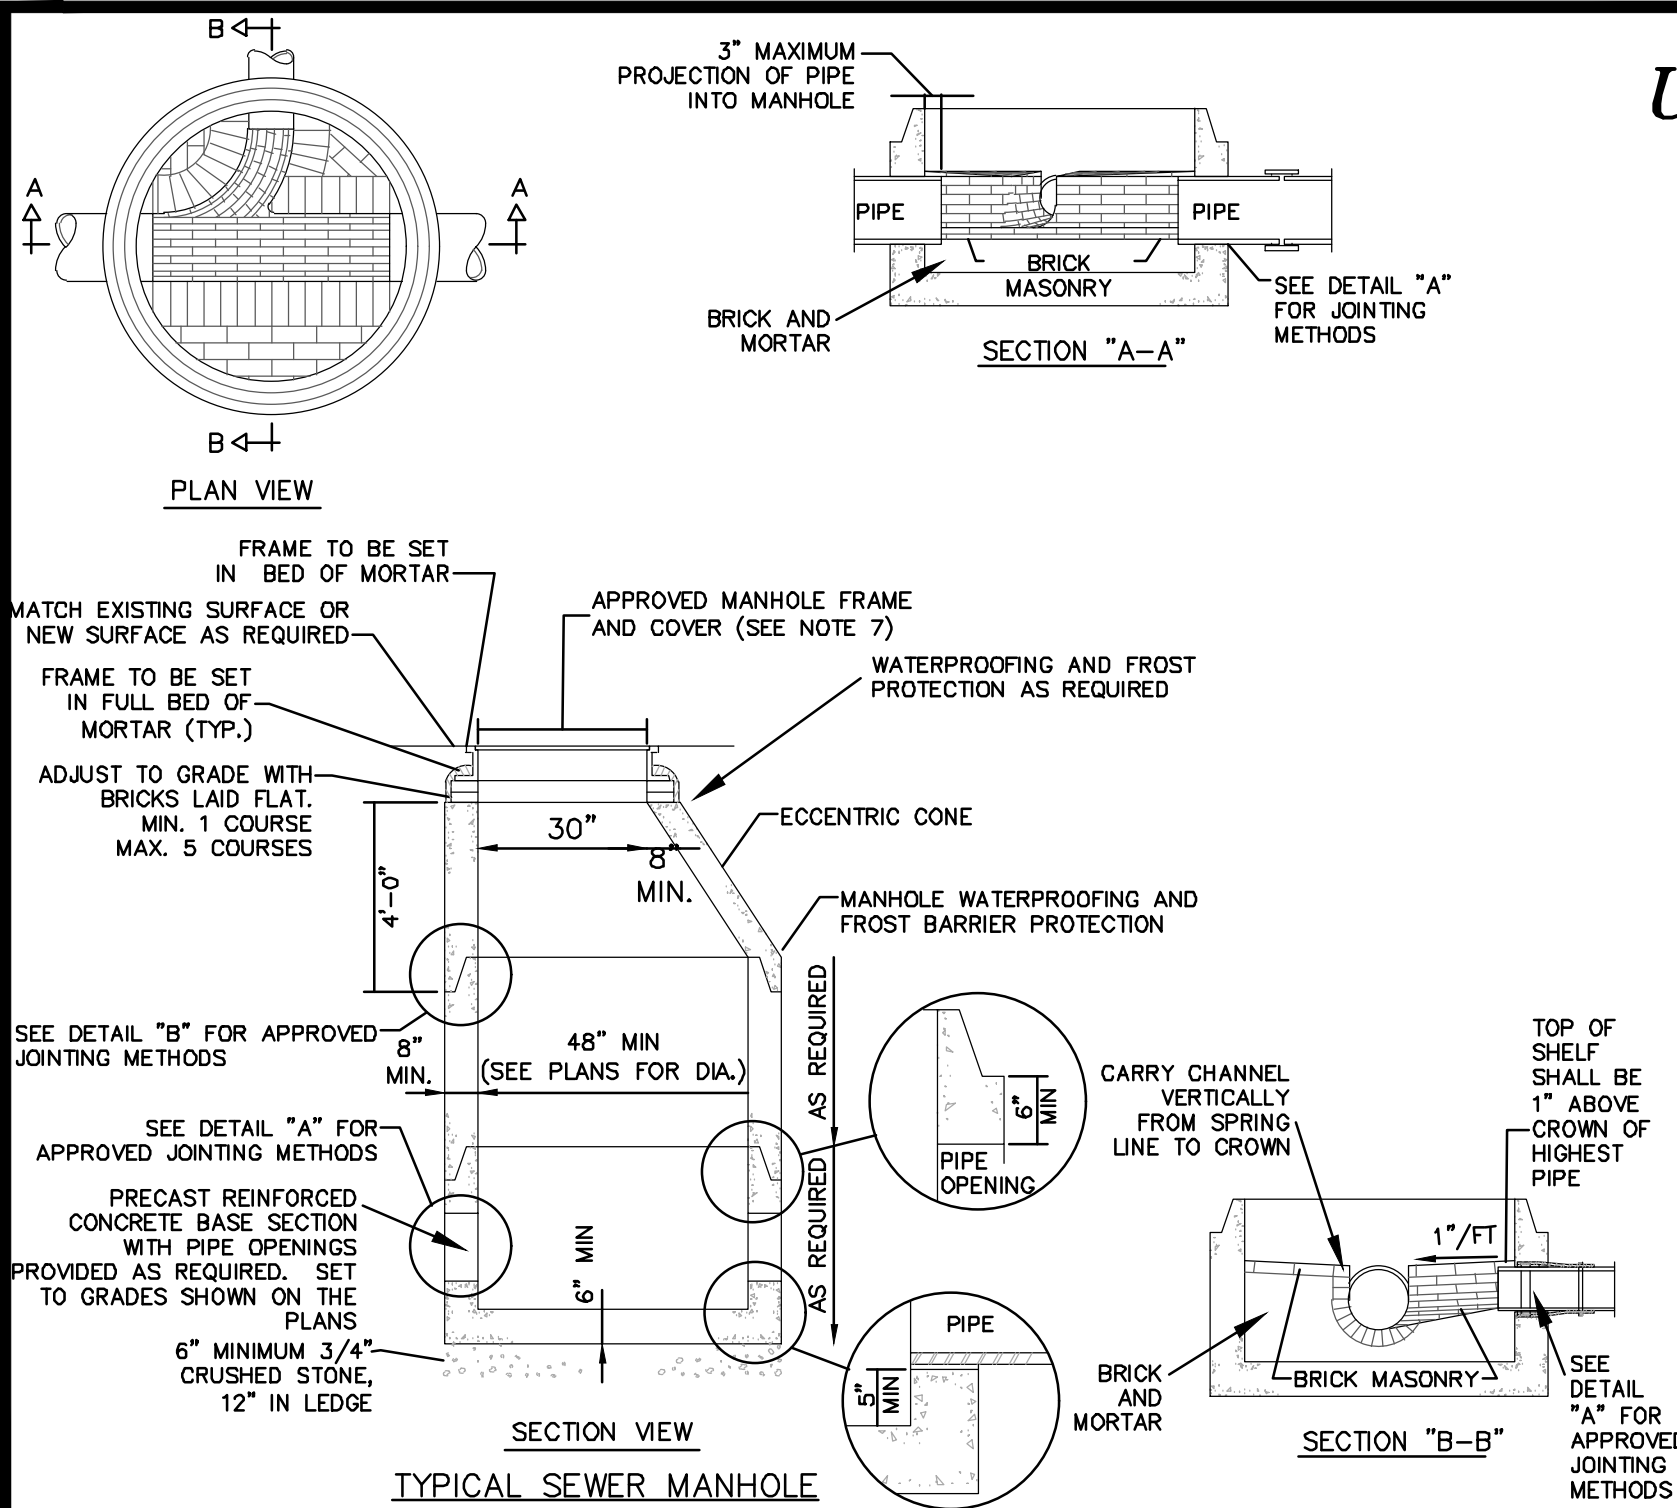 B
A
A
B
PLAN VIEW
3" MAXIMUM
PROJECTION OF PIPE
INTO MANHOLE
PIPE
PIPE
BRICK
MASONRY
BRICK AND
MORTAR
SEE DETAIL "A"
FOR JOINTING
METHODS
SECTION "A-A"
U
FRAME TO BE SET
IN BED OF MORTAR
MATCH EXISTING SURFACE OR
NEW SURFACE AS REQUIRED
FRAME TO BE SET
IN FULL BED OF
MORTAR (TYP.)
ADJUST TO GRADE WITH
BRICKS LAID FLAT.
MIN. 1 COURSE
MAX. 5 COURSES
APPROVED MANHOLE FRAME
AND COVER (SEE NOTE 7)
WATERPROOFING AND FROST
PROTECTION AS REQUIRED
ECCENTRIC CONE
30"
8"
MIN.
4'-0"
MANHOLE WATERPROOFING AND
FROST BARRIER PROTECTION
SEE DETAIL "B" FOR APPROVED
JOINTING METHODS
8"
MIN.
48" MIN
(SEE PLANS FOR DIA.)
AS REQUIRED
AS REQUIRED
SEE DETAIL "A" FOR
APPROVED JOINTING METHODS
PRECAST REINFORCED
CONCRETE BASE SECTION
WITH PIPE OPENINGS
PROVIDED AS REQUIRED. SET
TO GRADES SHOWN ON THE
PLANS
6" MINIMUM 3/4"
CRUSHED STONE,
12" IN LEDGE
6" MIN
6"
MIN
PIPE
OPENING
PIPE
5"
MIN
SECTION VIEW
TYPICAL SEWER MANHOLE
CARRY CHANNEL
VERTICALLY
FROM SPRING
LINE TO CROWN
TOP OF
SHELF
SHALL BE
1" ABOVE
CROWN OF
HIGHEST
PIPE
1"/FT
BRICK
AND
MORTAR
BRICK MASONRY
SEE
DETAIL
"A" FOR
APPROVED
JOINTING
METHODS
SECTION "B-B"